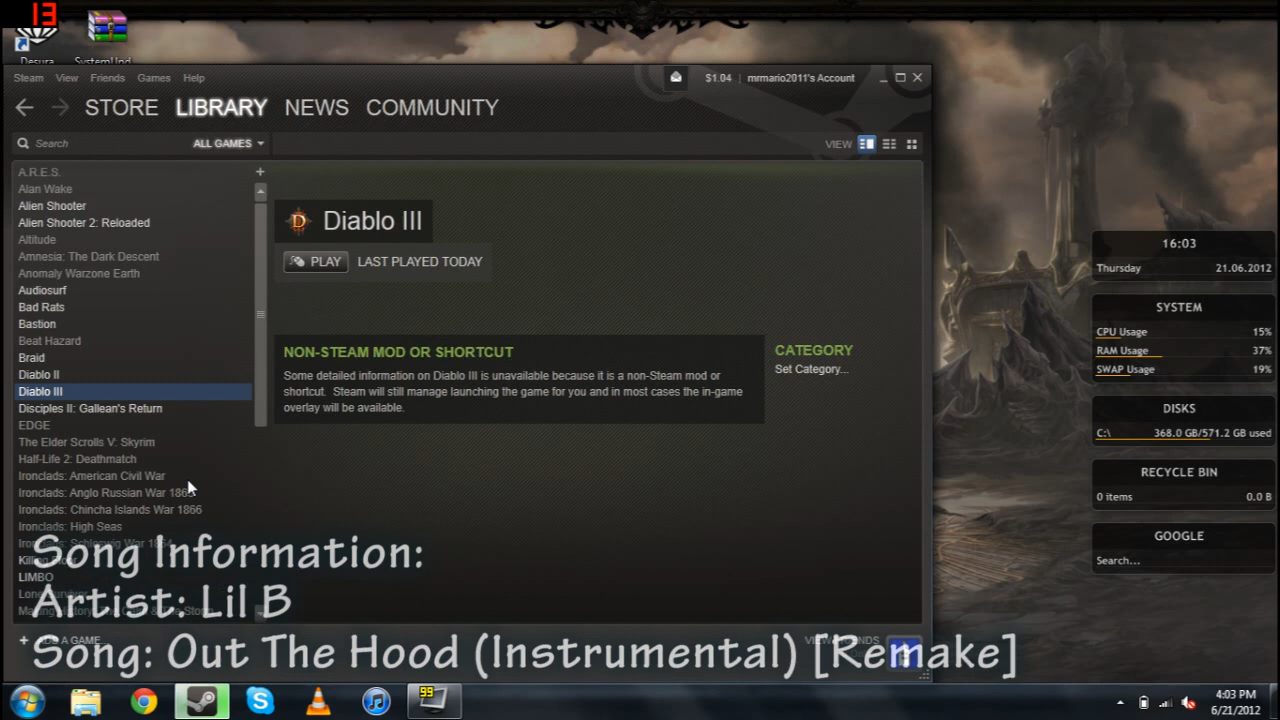 13
Desura
Steam View Friends Games Help
$1.04 mrmario2011's Account
STORE LIBRARY NEWS COMMUNITY
Search ALL GAMES
VIEW
A.R.E.S.
Alan Wake
Alien Shooter
Alien Shooter 2: Reloaded
Altitude
Amnesia: The Dark Descent
Anomaly Warzone Earth
Audiosurf
Bad Rats
Bastion
Beat Hazard
Braid
Diablo II
Diablo III
Disciples II: Gallean's Return
EDGE
The Elder Scrolls V: Skyrim
Half-Life 2: Deathmatch
Ironclads: American Civil War
Ironclads: Anglo Russian War
Ironclads: Chincha Islands War 1866
Ironclads: High Seas
LIMBO
Diablo III
PLAY LAST PLAYED TODAY
NON-STEAM MOD OR SHORTCUT
Some detailed information on Diablo III is unavailable because it is a non-Steam mod or
shortcut. Steam will still manage launching the game for you and in most cases the in-game
overlay will be available.
CATEGORY
Set Category...
16:03
Thursday 21.06.2012
SYSTEM
CPU Usage 15%
RAM Usage 37%
SWAP Usage 19%
DISKS
C:\ 368.0 GB/571.2 GB used
RECYCLE BIN
0 items 0.0 B
GOOGLE
Search...
Song Information:
Artist: Lil B
ADD A GAME...
Song: Out The Hood (Instrumental) [Remake]
99
4:03 PM
6/21/2012